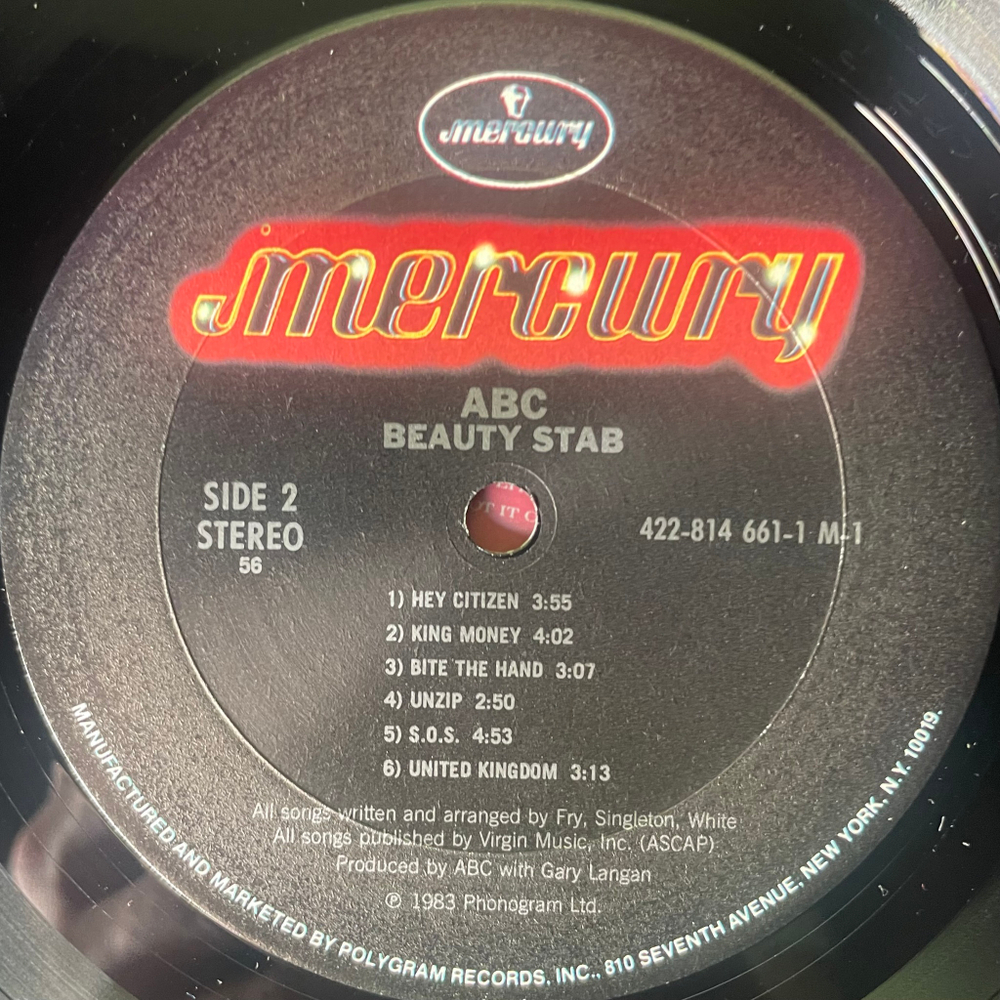 mercury
mercury
ABC
BEAUTY STAB
SIDE 2
STEREO
56
422-814 661-1 M-1
OT IT C
1) HEY CITIZEN 3:55
2) KING MONEY 4:02
3) BITE THE HAND 3:07
4) UNZIP 2:50
5) S.O.S. 4:53
6) UNITED KINGDOM 3:13
All songs written and arranged by Fry, Singleton, White
All songs published by Virgin Music, Inc. (ASCAP)
Produced by ABC with Gary Langan
℗ 1983 Phonogram Ltd.
MANUFACTURED AND MARKETED BY POLYGRAM RECORDS, INC., 810 SEVENTH AVENUE, NEW YORK, N.Y. 10019.